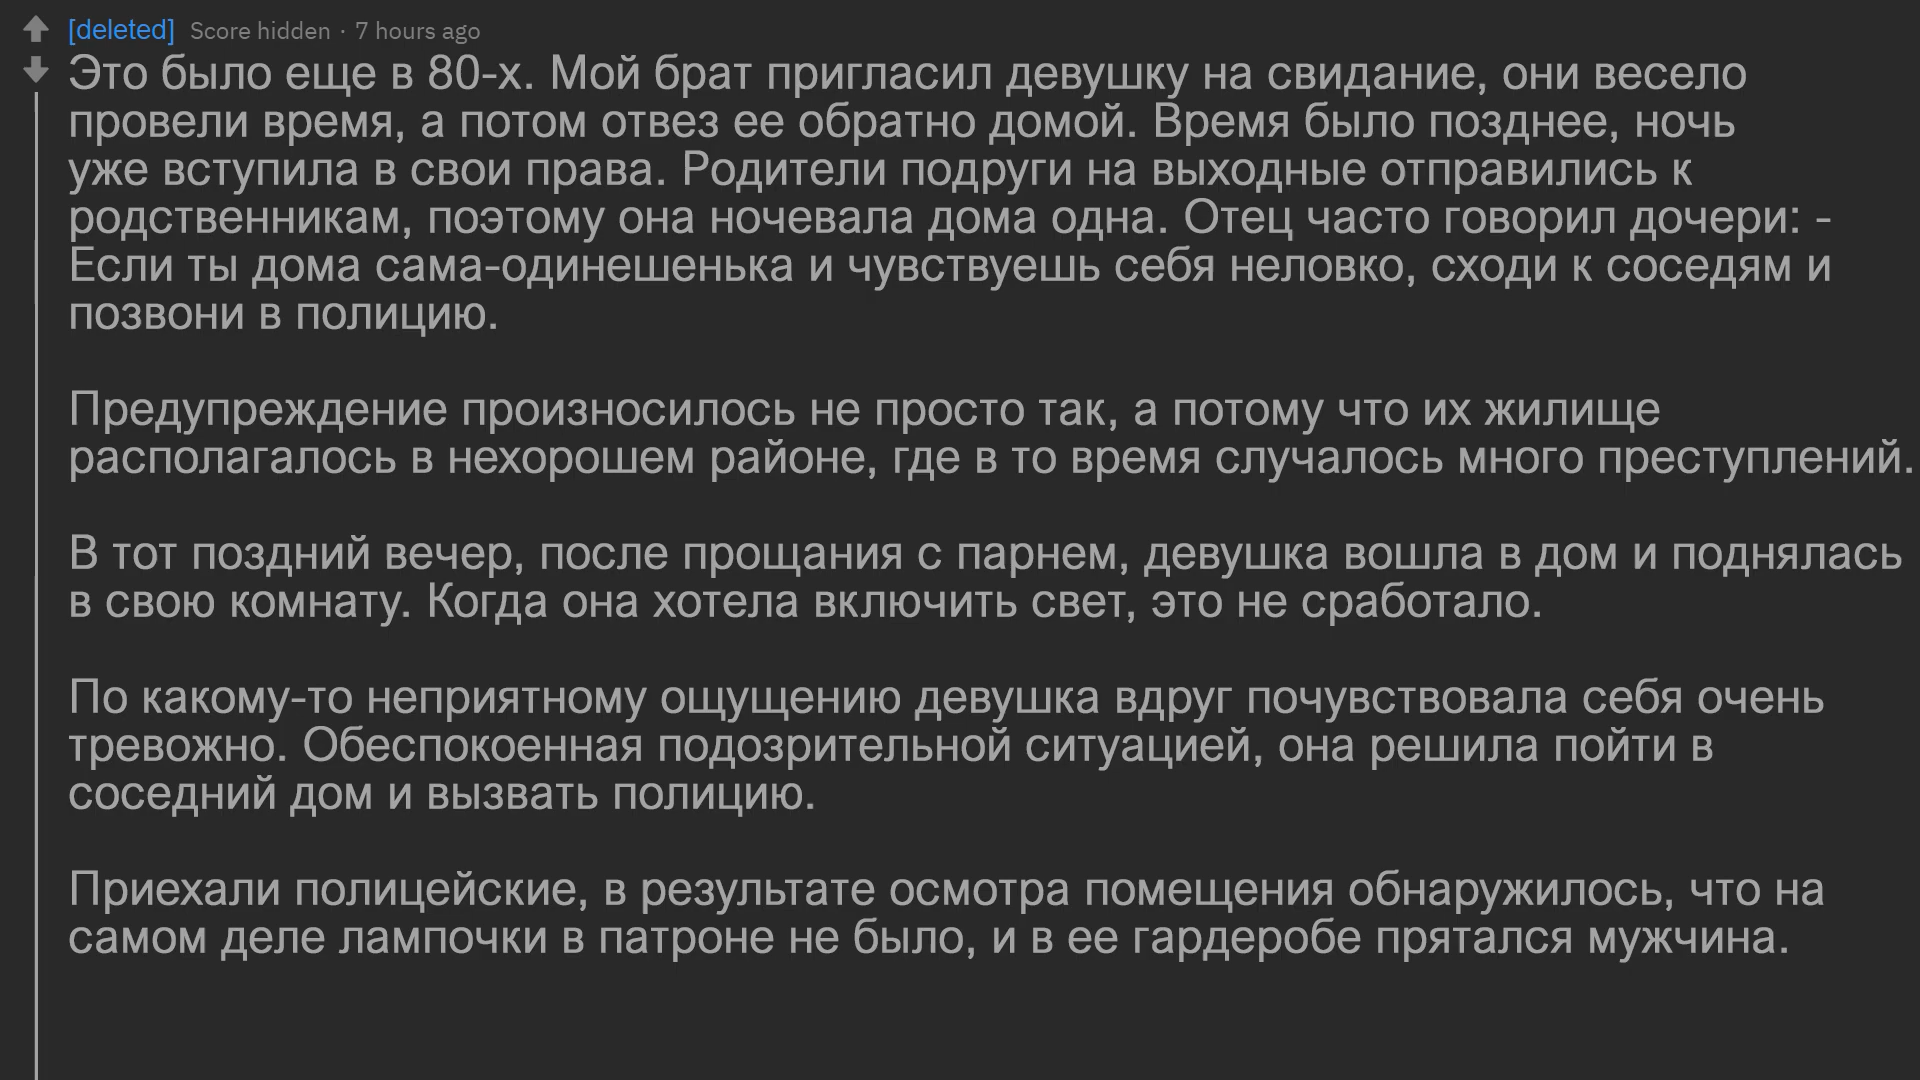 [deleted] Score hidden · 7 hours ago
Это было еще в 80-х. Мой брат пригласил девушку на свидание, они весело
провели время, а потом отвез ее обратно домой. Время было позднее, ночь
уже вступила в свои права. Родители подруги на выходные отправились к
родственникам, поэтому она ночевала дома одна. Отец часто говорил дочери: -
Если ты дома сама-одинешенька и чувствуешь себя неловко, сходи к соседям и
позвони в полицию.
Предупреждение произносилось не просто так, а потому что их жилище
располагалось в нехорошем районе, где в то время случалось много преступлений.
В тот поздний вечер, после прощания с парнем, девушка вошла в дом и поднялась
в свою комнату. Когда она хотела включить свет, это не сработало.
По какому-то неприятному ощущению девушка вдруг почувствовала себя очень
тревожно. Обеспокоенная подозрительной ситуацией, она решила пойти в
соседний дом и вызвать полицию.
Приехали полицейские, в результате осмотра помещения обнаружилось, что на
самом деле лампочки в патроне не было, и в ее гардеробе прятался мужчина.